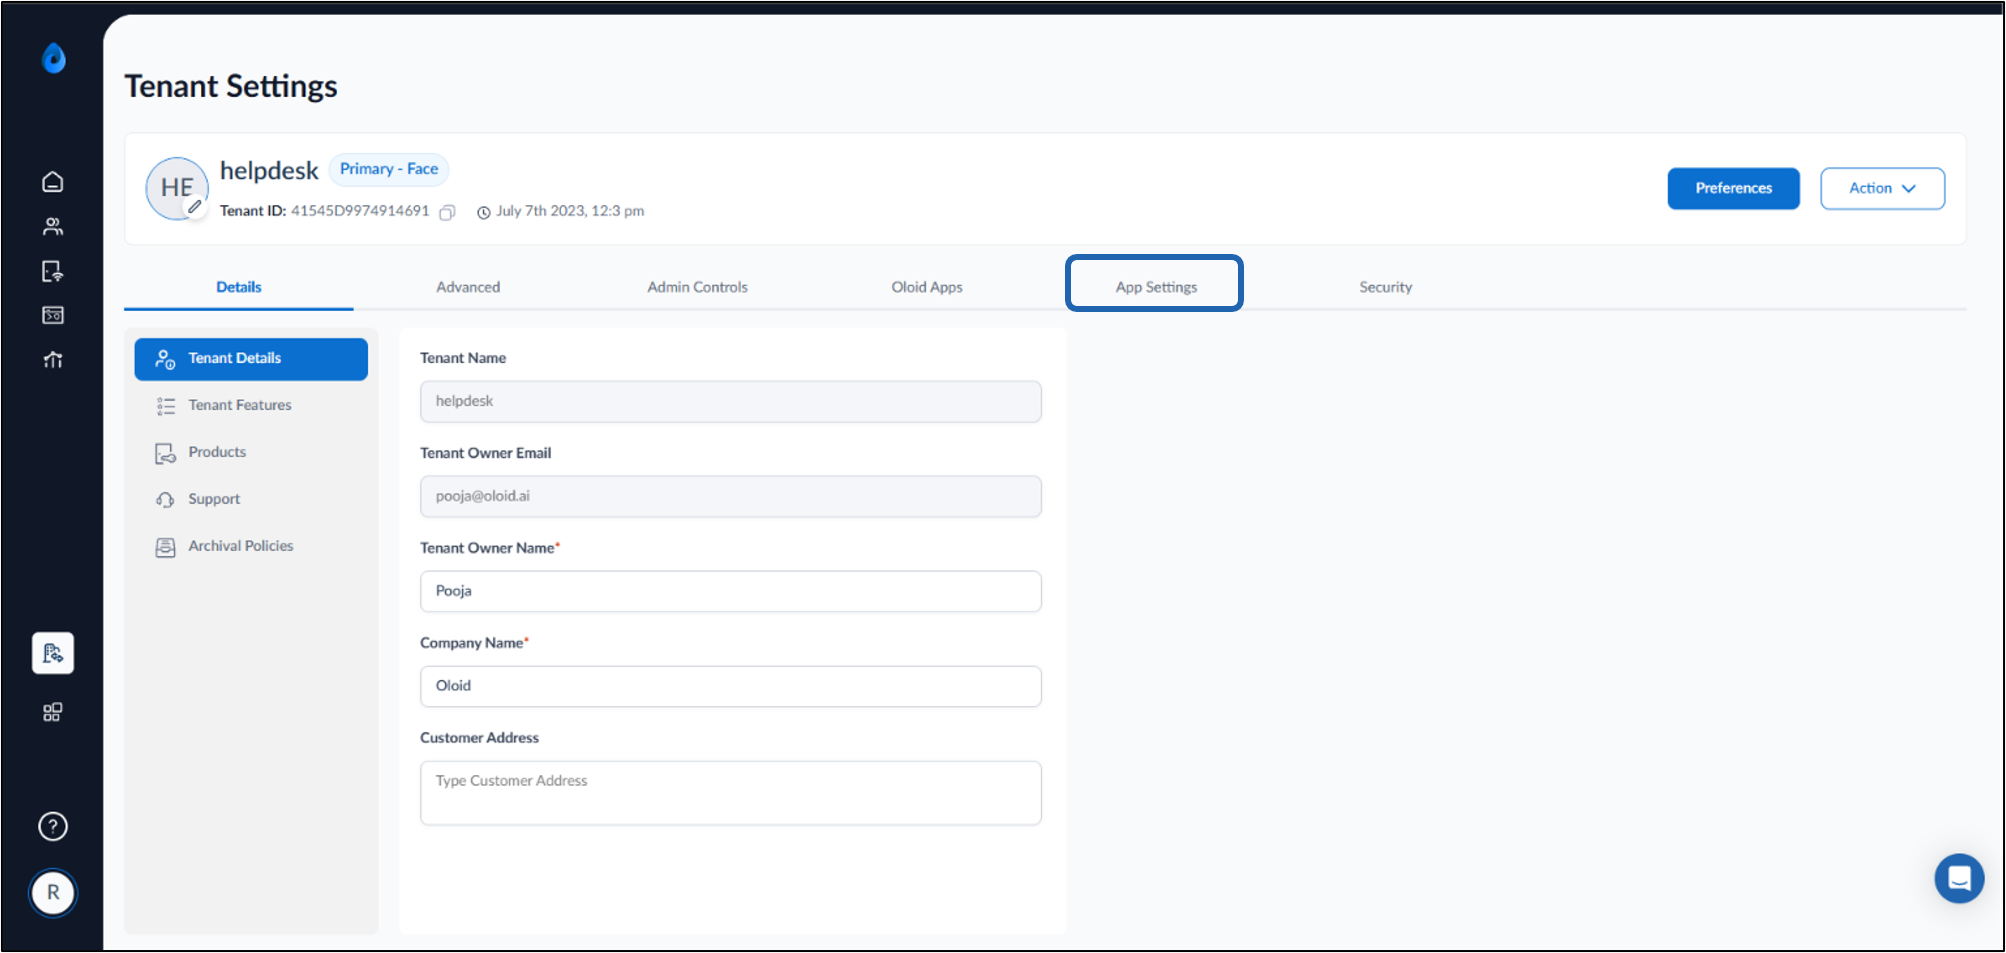 Tenant Settings
HE
helpdesk
Primary - Face
Tenant ID: 41545D9974914691
July 7th 2023, 12:3 pm
Preferences
Action
Details
Advanced
Admin Controls
Oloid Apps
App Settings
Security
Tenant Details
Tenant Features
Products
Support
Archival Policies
Tenant Name
helpdesk
Tenant Owner Email
pooja@oloid.ai
Tenant Owner Name*
Pooja
Company Name*
Oloid
Customer Address
Type Customer Address
?
R